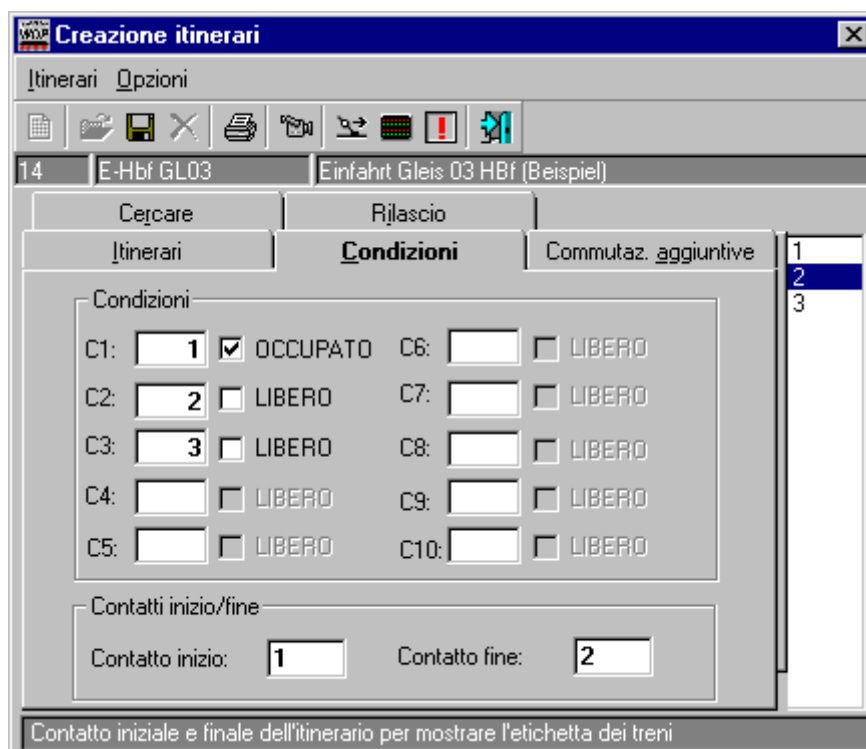 Creazione itinerari
Itinerari Opzioni
14 E-Hbf GL03 Einfahrt Gleis 03 HBf (Beispiel)
Cercare Rilascio
Itinerari Condizioni Commutaz. aggiuntive
1
2
3
Condizioni
C1: 1 OCCUPATO C6: LIBERO
C2: 2 LIBERO C7: LIBERO
C3: 3 LIBERO C8: LIBERO
C4: LIBERO C9: LIBERO
C5: LIBERO C10: LIBERO
Contatti inizio/fine
Contatto inizio: 1 Contatto fine: 2
Contatto iniziale e finale dell'itinerario per mostrare l'etichetta dei treni